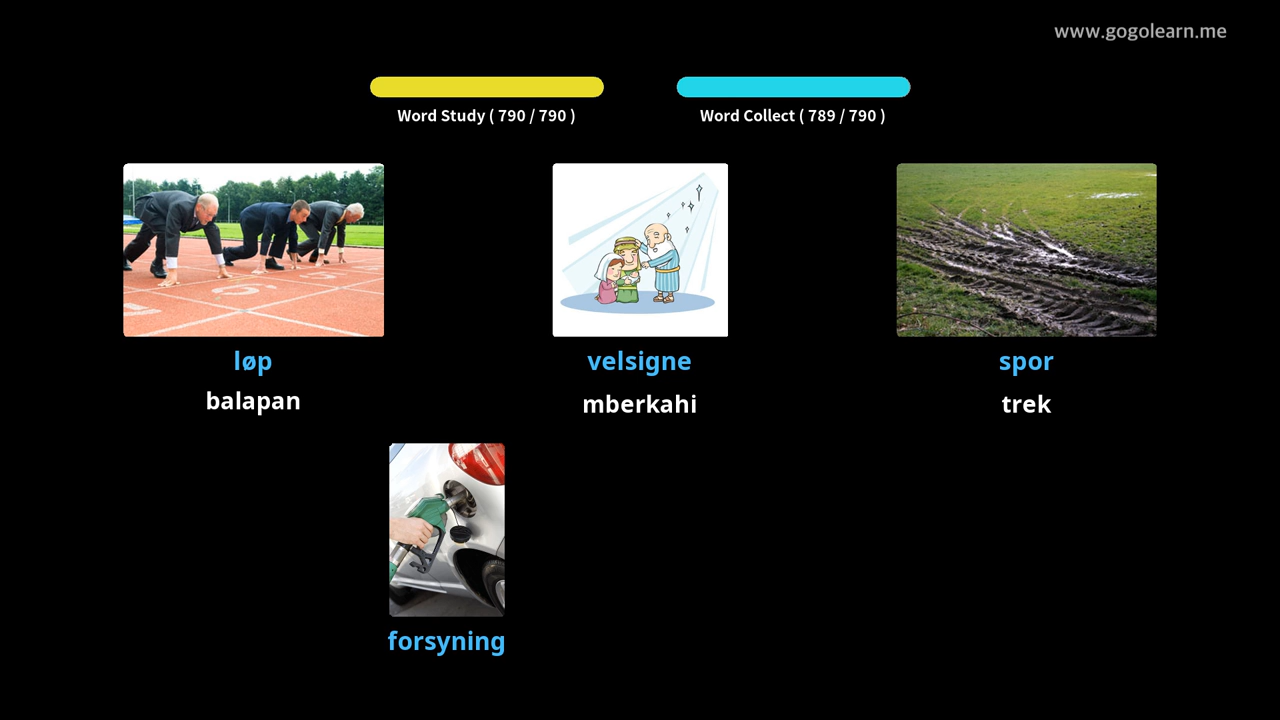 www.gogolearn.me
Word Study ( 790 / 790 )
Word Collect ( 789 / 790 )
løp
velsigne
spor
balapan
mberkahi
trek
forsyning